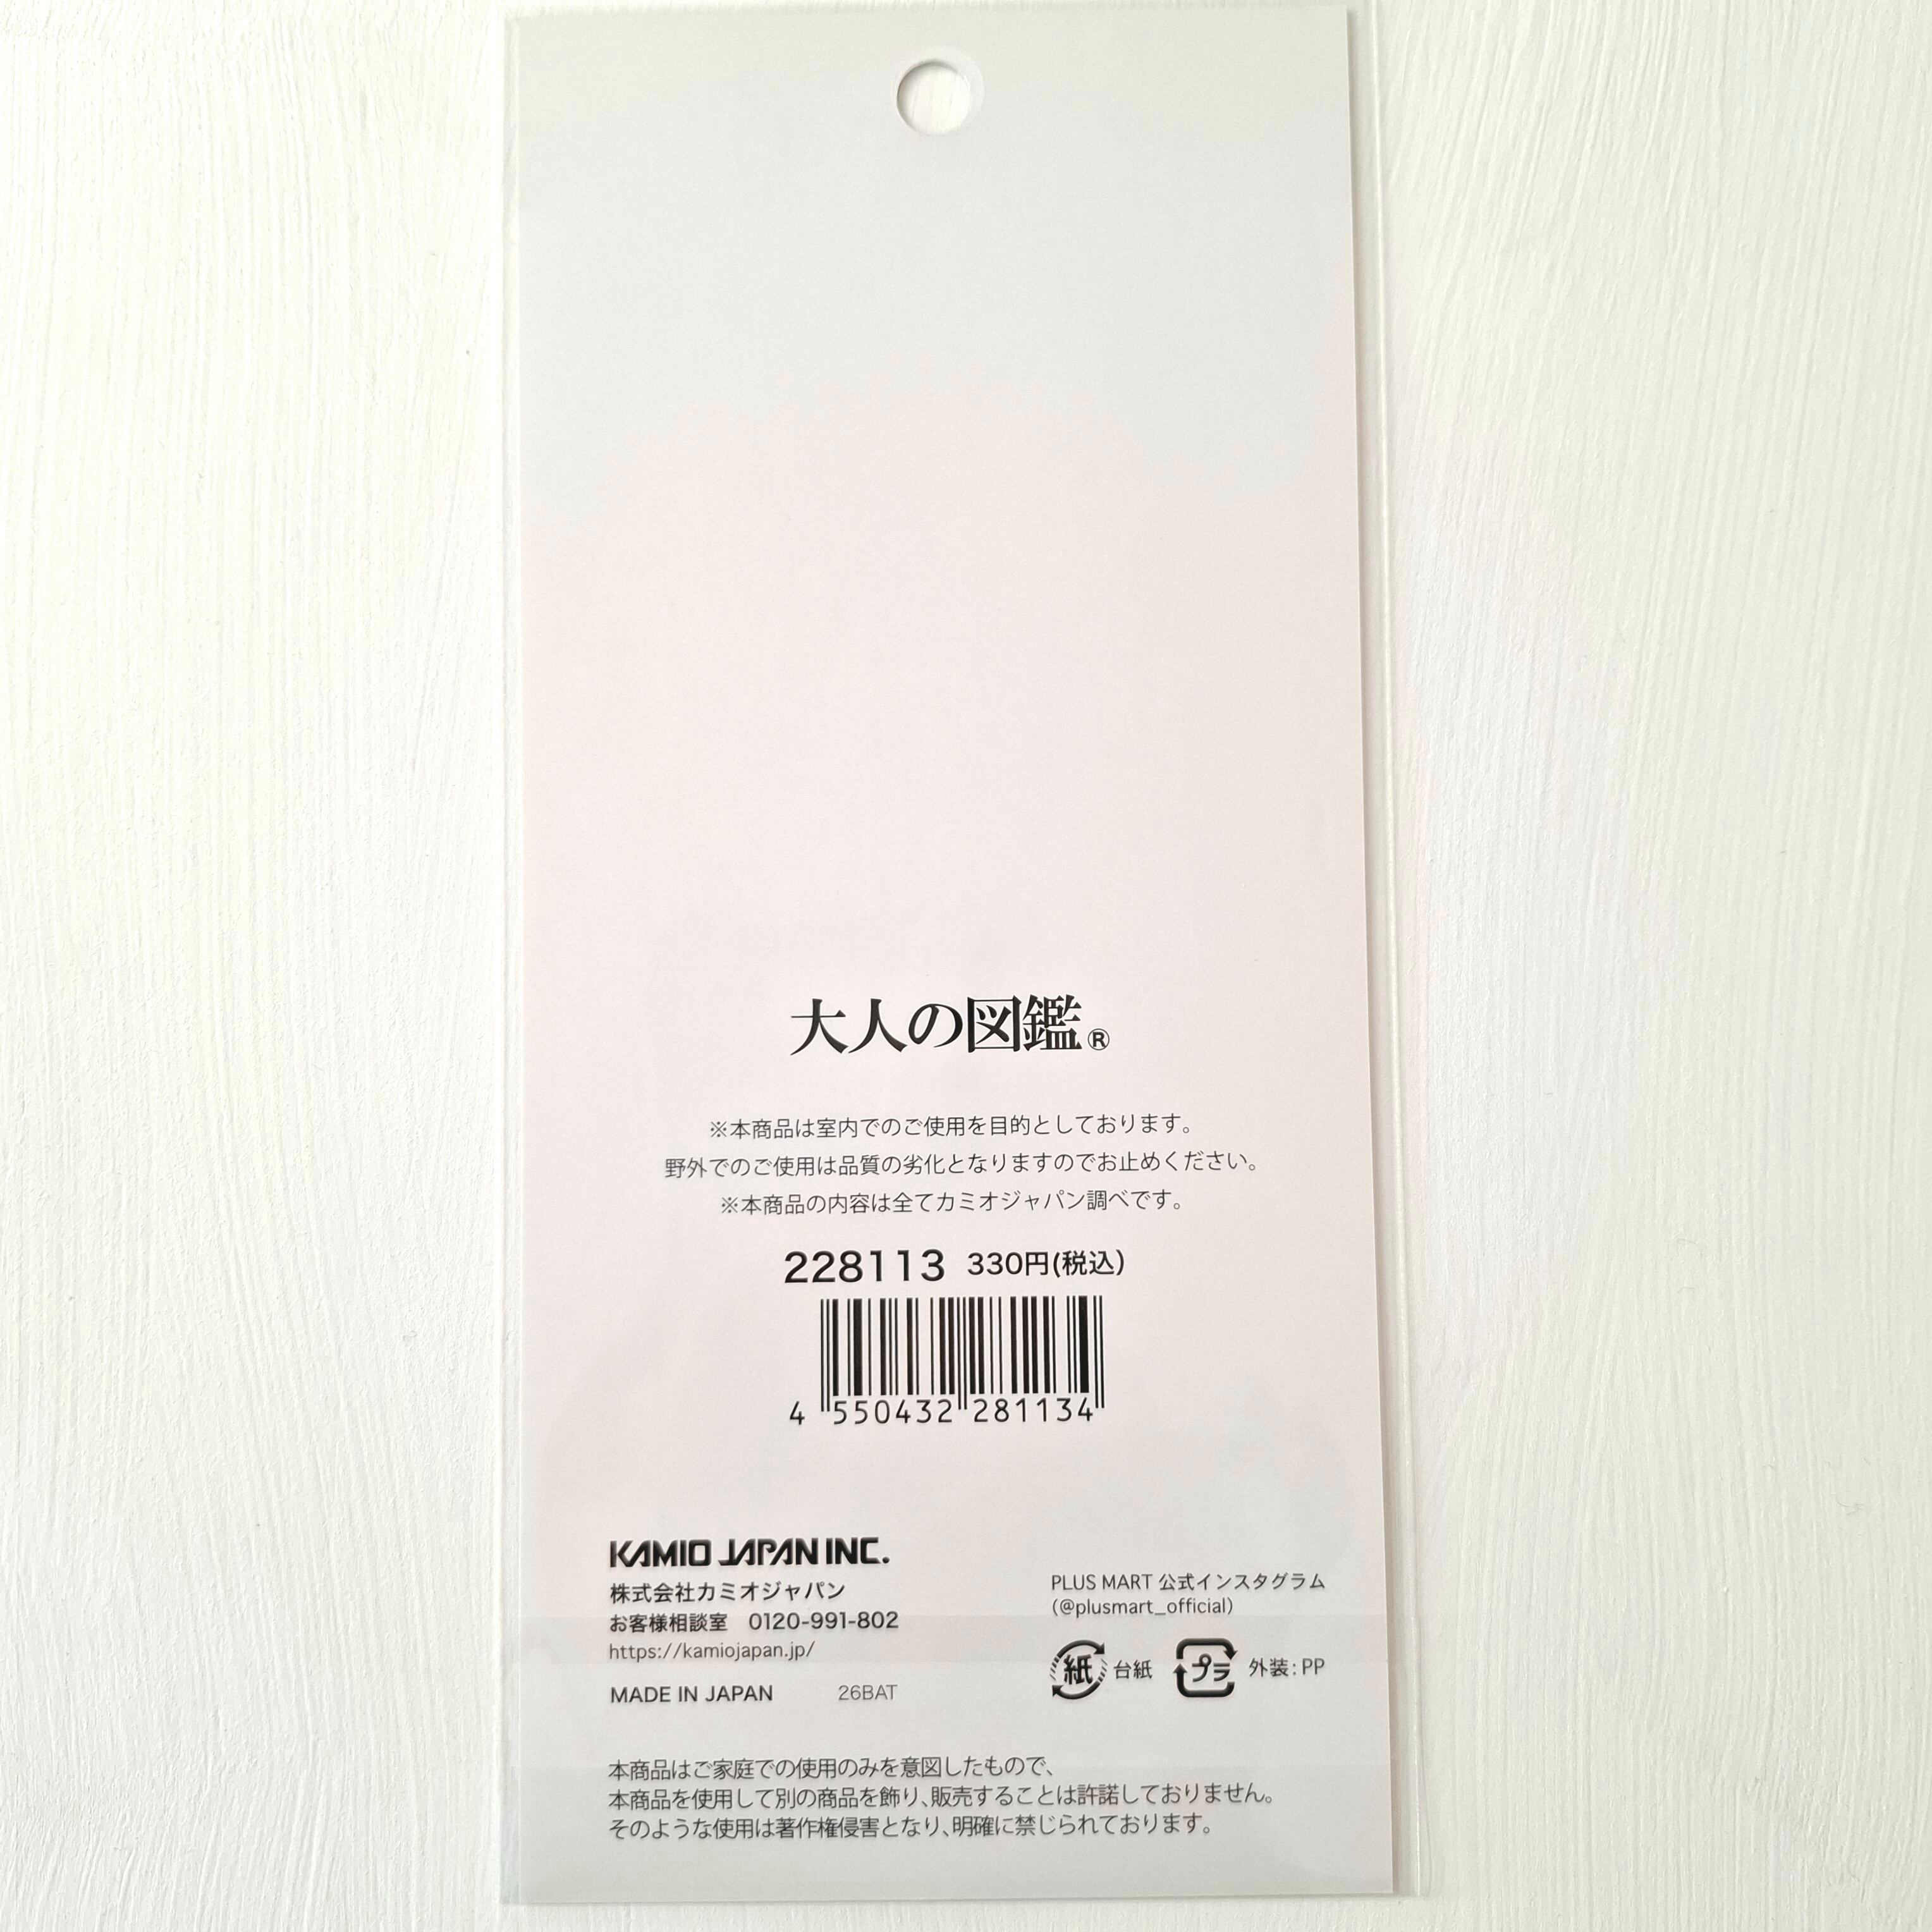 大人の図鑑®
※本商品は室内でのご使用を目的としております。
野外でのご使用は品質の劣化となりますのでお止めください。
※本商品の内容は全てカミオジャパン調べです。
228113 330円(税込)
4 550432 281134
KAMIO JAPAN INC.
株式会社カミオジャパン
お客様相談室 0120-991-802
https://kamiojapan.jp/
MADE IN JAPAN 26BAT
PLUS MART 公式インスタグラム
(@plusmart_official)
紙 台紙 プラ 外装:PP
本商品はご家庭での使用のみを意図したもので、
本商品を使用して別の商品を飾り、販売することは許諾しておりません。
そのような使用は著作権侵害となり、明確に禁じられております。